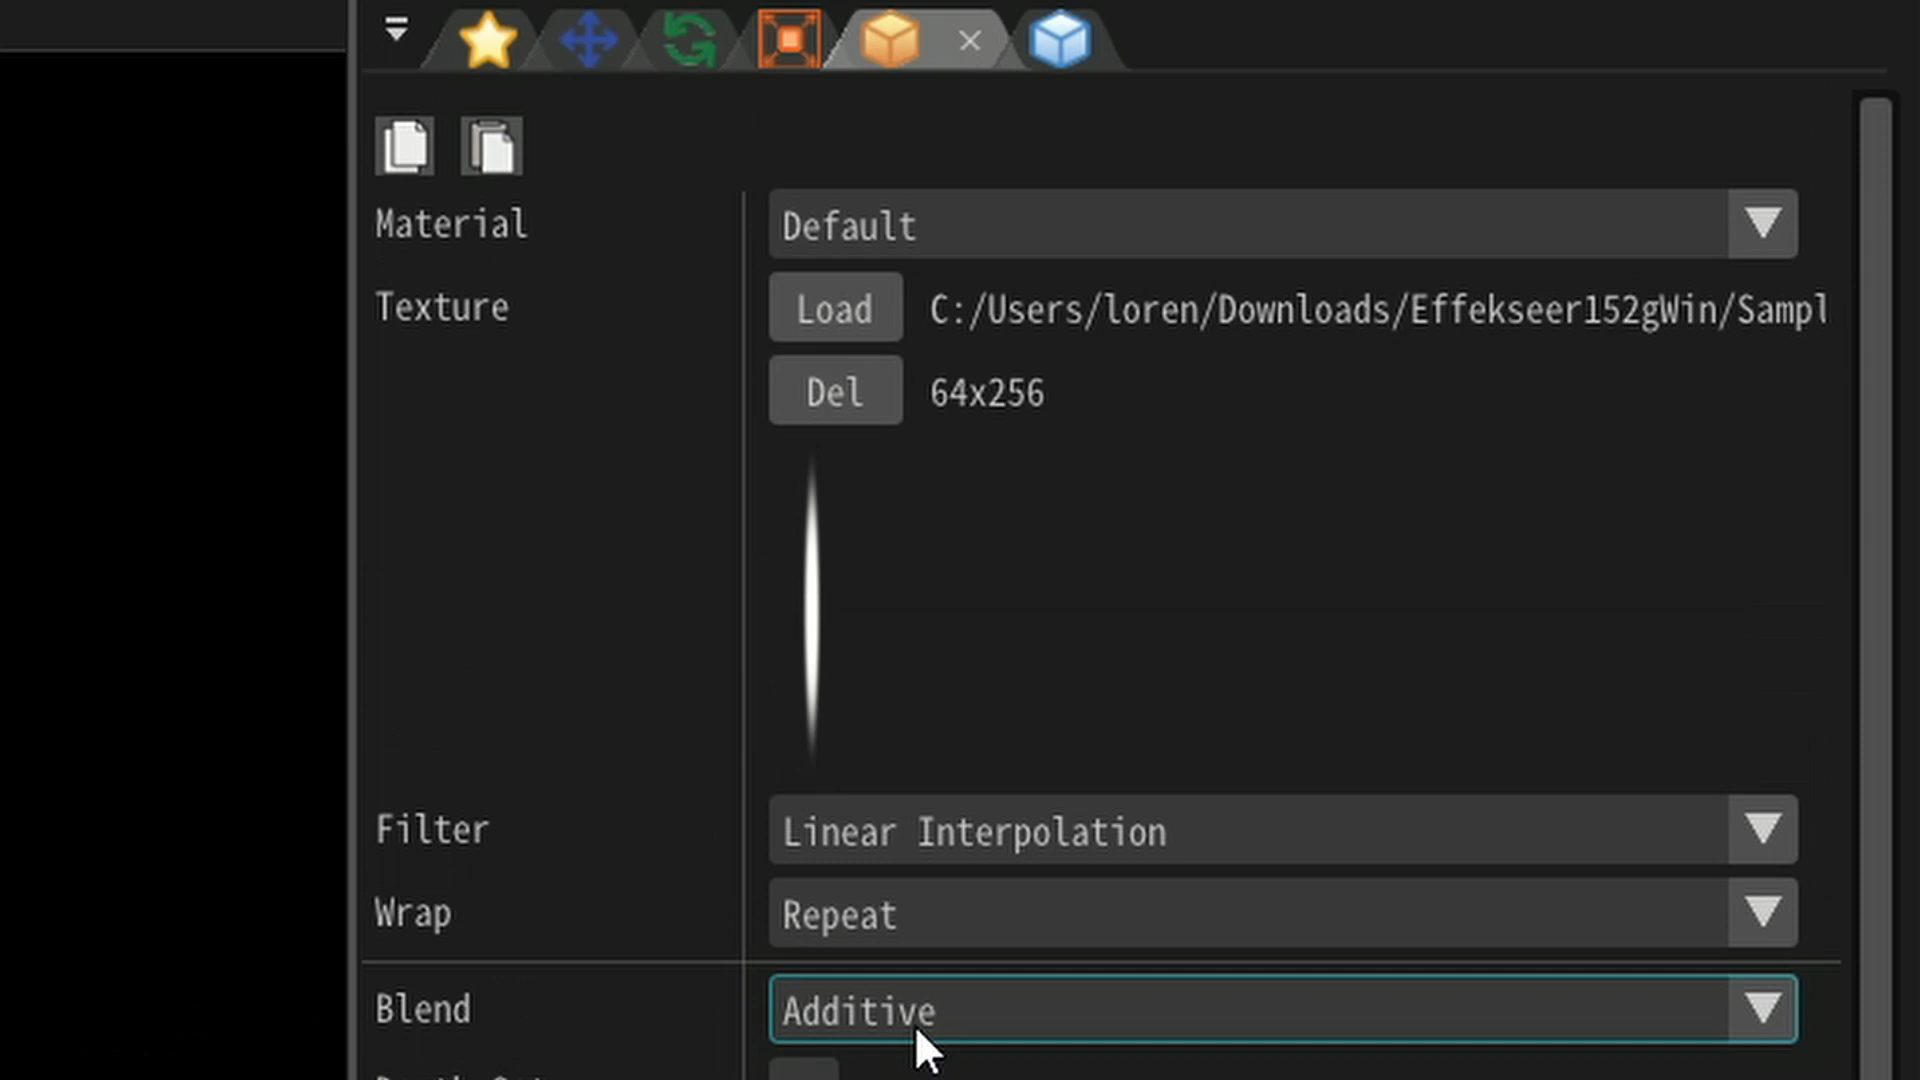 Material Default
Texture Load C:/Users/loren/Downloads/Effekseer152gWin/Sampl
Del 64x256
Filter Linear Interpolation
Wrap Repeat
Blend Additive